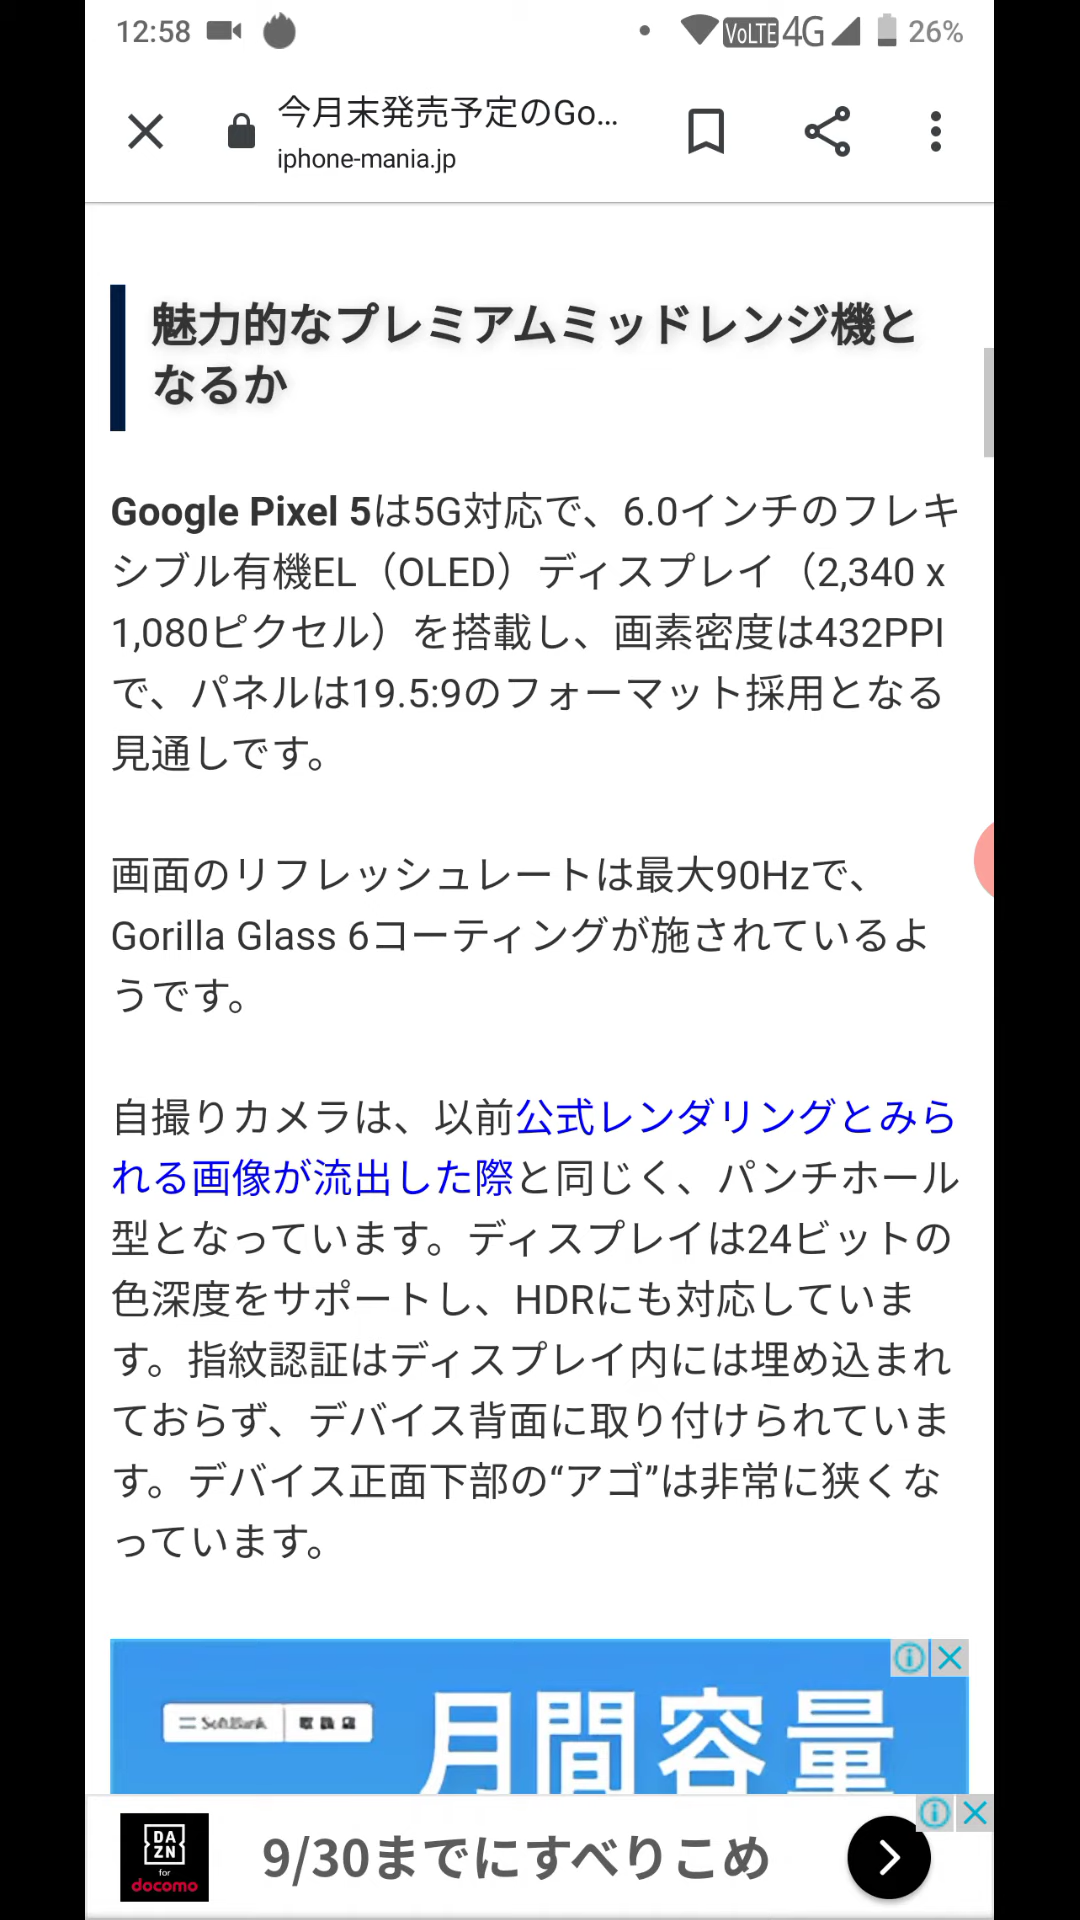 12:58
VoLTE 4G 26%
今月末発売予定のGo...
iphone-mania.jp
魅力的なプレミアムミッドレンジ機と
なるか
Google Pixel 5は5G対応で、6.0インチのフレキ
シブル有機EL（OLED）ディスプレイ（2,340 x
1,080ピクセル）を搭載し、画素密度は432PPI
で、パネルは19.5:9のフォーマット採用となる
見通しです。
画面のリフレッシュレートは最大90Hzで、
Gorilla Glass 6コーティングが施されているよ
うです。
自撮りカメラは、以前公式レンダリングとみら
れる画像が流出した際と同じく、パンチホール
型となっています。ディスプレイは24ビットの
色深度をサポートし、HDRにも対応していま
す。指紋認証はディスプレイ内には埋め込まれ
ておらず、デバイス背面に取り付けられていま
す。デバイス正面下部の“アゴ”は非常に狭くな
っています。
SoftBank 取扱店
月間容量
DA
ZN
for
docomo
9/30までにすべりこめ